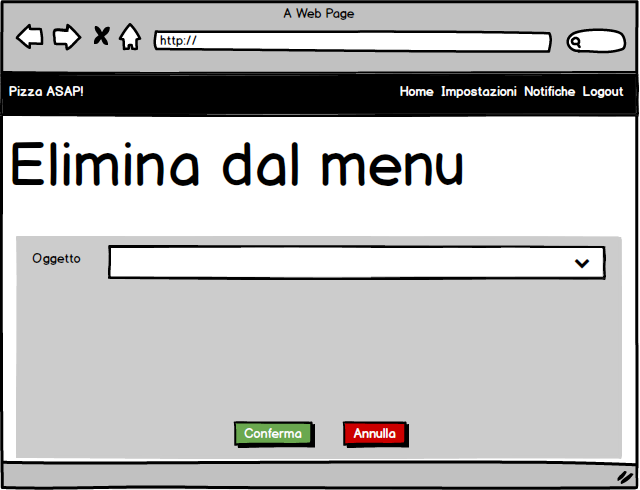 A Web Page
http://
Pizza ASAP!
Home Impostazioni Notifiche Logout
Elimina dal menu
Oggetto
Conferma Annulla